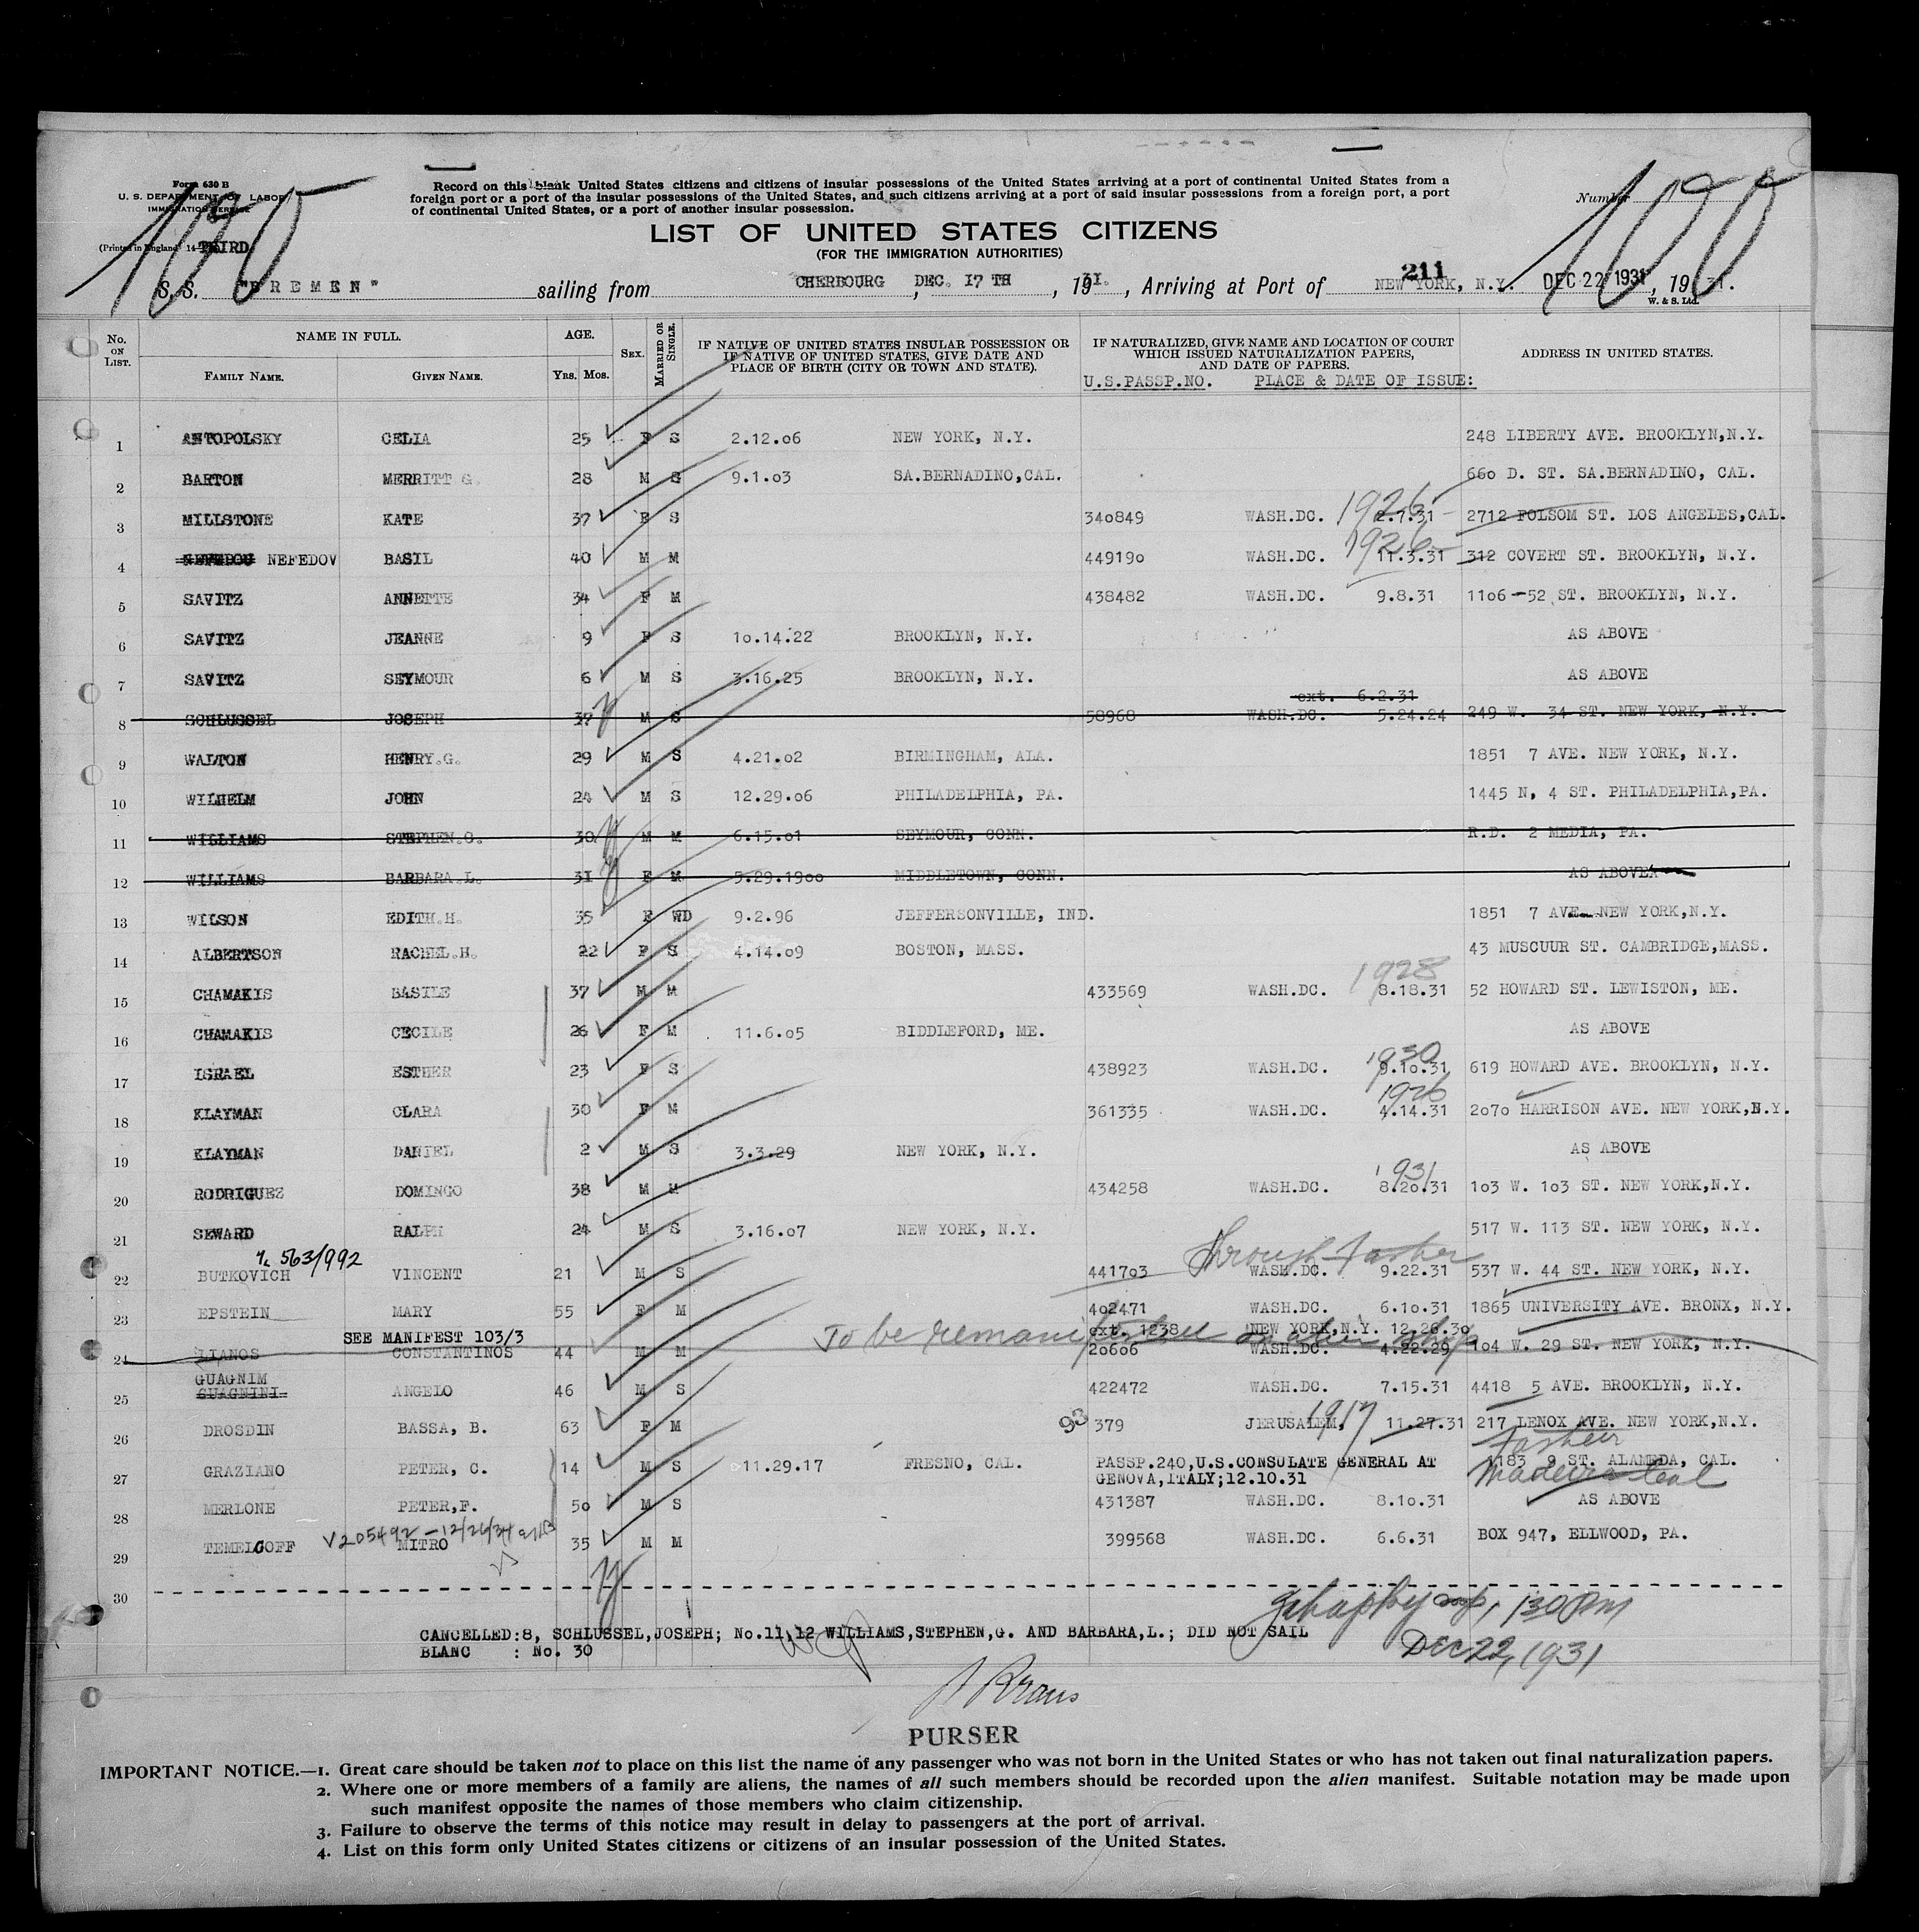 Form 630 B
U. S. DEPARTMENT OF LABOR
IMMIGRATION SERVICE
(Printed in England) 14- THIRD
100
Record on this blank United States citizens and citizens of insular possessions of the United States arriving at a port of continental United States from a
foreign port or a port of the insular possessions of the United States, and such citizens arriving at a port of said insular possessions from a foreign port, a port
of continental United States, or a port of another insular possession.
Number 100
LIST OF UNITED STATES CITIZENS
(FOR THE IMMIGRATION AUTHORITIES)
211
S.S. "BREMEN" sailing from CHERBOURG, DEC. 17 TH, 1931., Arriving at Port of NEW YORK, N.Y. DEC 22 1931, 1931.
W. & S. Ltd.
No. ON LIST.
NAME IN FULL.
FAMILY NAME. GIVEN NAME.
AGE.
Yrs. Mos.
SEX.
MARRIED OR SINGLE.
IF NATIVE OF UNITED STATES INSULAR POSSESSION OR
IF NATIVE OF UNITED STATES, GIVE DATE AND
PLACE OF BIRTH (CITY OR TOWN AND STATE).
IF NATURALIZED, GIVE NAME AND LOCATION OF COURT
WHICH ISSUED NATURALIZATION PAPERS,
AND DATE OF PAPERS.
U.S.PASSP.NO. PLACE & DATE OF ISSUE:
ADDRESS IN UNITED STATES.
1 ANTOPOLSKY CELIA 25 F S 2.12.06 NEW YORK, N.Y. 248 LIBERTY AVE. BROOKLYN,N.Y.
2 BARTON MERRITT G. 28 M S 9.1.03 SA.BERNADINO,CAL. 660 D. ST. SA.BERNADINO, CAL.
1926
3 MILLSTONE KATE 37 F S 340849 WASH.DC. 2.7.31 2712 FOLSOM ST. LOS ANGELES,CAL.
1926
4 NEFEDOV BASIL 40 M M 449190 WASH.DC. 11.3.31 312 COVERT ST. BROOKLYN, N.Y.
5 SAVITZ ANNETTE 34 F M 438482 WASH.DC. 9.8.31 1106-52 ST. BROOKLYN, N.Y.
6 SAVITZ JEANNE 9 F S 10.14.22 BROOKLYN, N.Y. AS ABOVE
7 SAVITZ SEYMOUR 6 M S 3.16.25 BROOKLYN, N.Y. AS ABOVE
ext. 6.2.31
8 SCHLUSSEL JOSEPH 37 M S 58968 WASH.DC. 5.24.24 249 W. 34 ST. NEW YORK, N.Y.
9 WALTON HENRY.G. 29 M S 4.21.02 BIRMINGHAM, ALA. 1851 7 AVE. NEW YORK, N.Y.
10 WILHELM JOHN 24 M S 12.29.06 PHILADELPHIA, PA. 1445 N, 4 ST. PHILADELPHIA,PA.
11 WILLIAMS STEPHEN.G. 30 M M 6.15.01 SEYMOUR, CONN. R.D. 2 MEDIA, PA.
12 WILLIAMS BARBARA.L. 31 F M 5.29.1900 MIDDLETOWN, CONN. AS ABOVE
13 WILSON EDITH.H. 35 F WD 9.2.96 JEFFERSONVILLE, IND. 1851 7 AVE. NEW YORK,N.Y.
14 ALBERTSON RACHEL.H. 22 F S 4.14.09 BOSTON, MASS. 43 MUSCUUR ST. CAMBRIDGE,MASS.
1928
15 CHAMAKIS BASILE 37 M M 433569 WASH.DC. 8.18.31 52 HOWARD ST. LEWISTON, ME.
16 CHAMAKIS CECILE 26 F M 11.6.05 BIDDLEFORD, ME. AS ABOVE
1930
17 ISRAEL ESTHER 23 F S 438923 WASH.DC. 9.10.31 619 HOWARD AVE. BROOKLYN, N.Y.
1926
18 KLAYMAN CLARA 30 F M 361335 WASH.DC. 4.14.31 2070 HARRISON AVE. NEW YORK,N.Y.
19 KLAYMAN DANIEL 2 M S 3.3.29 NEW YORK, N.Y. AS ABOVE
1931
20 RODRIGUEZ DOMINGO 38 M M 434258 WASH.DC. 8.20.31 103 W. 103 ST. NEW YORK,N.Y.
21 SEWARD RALPH 24 M S 3.16.07 NEW YORK, N.Y. 517 W. 113 ST. NEW YORK, N.Y.
563/992 through father
22 BUTKOVICH VINCENT 21 M S 441703 WASH.DC. 9.22.31 537 W. 44 ST. NEW YORK, N.Y.
23 EPSTEIN MARY 55 F M 402471 WASH.DC. 6.10.31 1865 UNIVERSITY AVE. BRONX, N.Y.
SEE MANIFEST 103/3 To be remanifested on alien ship ext. 1238 NEW YORK,N.Y. 12.26.30
24 LIANOS CONSTANTINOS 44 M M 20606 WASH.DC. 4.22.29 104 W. 29 ST. NEW YORK, N.Y.
GUAGNIM
25 GUAGNINI ANGELO 46 M S 422472 WASH.DC. 7.15.31 4418 5 AVE. BROOKLYN, N.Y.
93 1917
26 DROSDIN BASSA, B. 63 F M 379 JERUSALEM, 11.27.31 217 LENOX AVE. NEW YORK,N.Y.
27 GRAZIANO PETER, C. 14 M S 11.29.17 FRESNO, CAL. PASSP.240,U.S.CONSULATE GENERAL AT 1183 9 ST. ALAMEDA, CAL.
GENOVA,ITALY;12.10.31 Madeira Cal
28 MERLONE PETER,F. 50 M S 431387 WASH.DC. 8.10.31 AS ABOVE
V205492 - 12/26/34
29 TEMELCOFF MITRO 35 M M 399568 WASH.DC. 6.6.31 BOX 947, ELLWOOD, PA.
30
insp, 130 PM
CANCELLED:8, SCHLUSSEL,JOSEPH; No.11,12 WILLIAMS,STEPHEN,G. AND BARBARA,L.; DID NOT SAIL
BLANC : No. 30
DEC 22, 1931
Kraus
PURSER
IMPORTANT NOTICE.—1. Great care should be taken not to place on this list the name of any passenger who was not born in the United States or who has not taken out final naturalization papers.
2. Where one or more members of a family are aliens, the names of all such members should be recorded upon the alien manifest. Suitable notation may be made upon
such manifest opposite the names of those members who claim citizenship.
3. Failure to observe the terms of this notice may result in delay to passengers at the port of arrival.
4. List on this form only United States citizens or citizens of an insular possession of the United States.